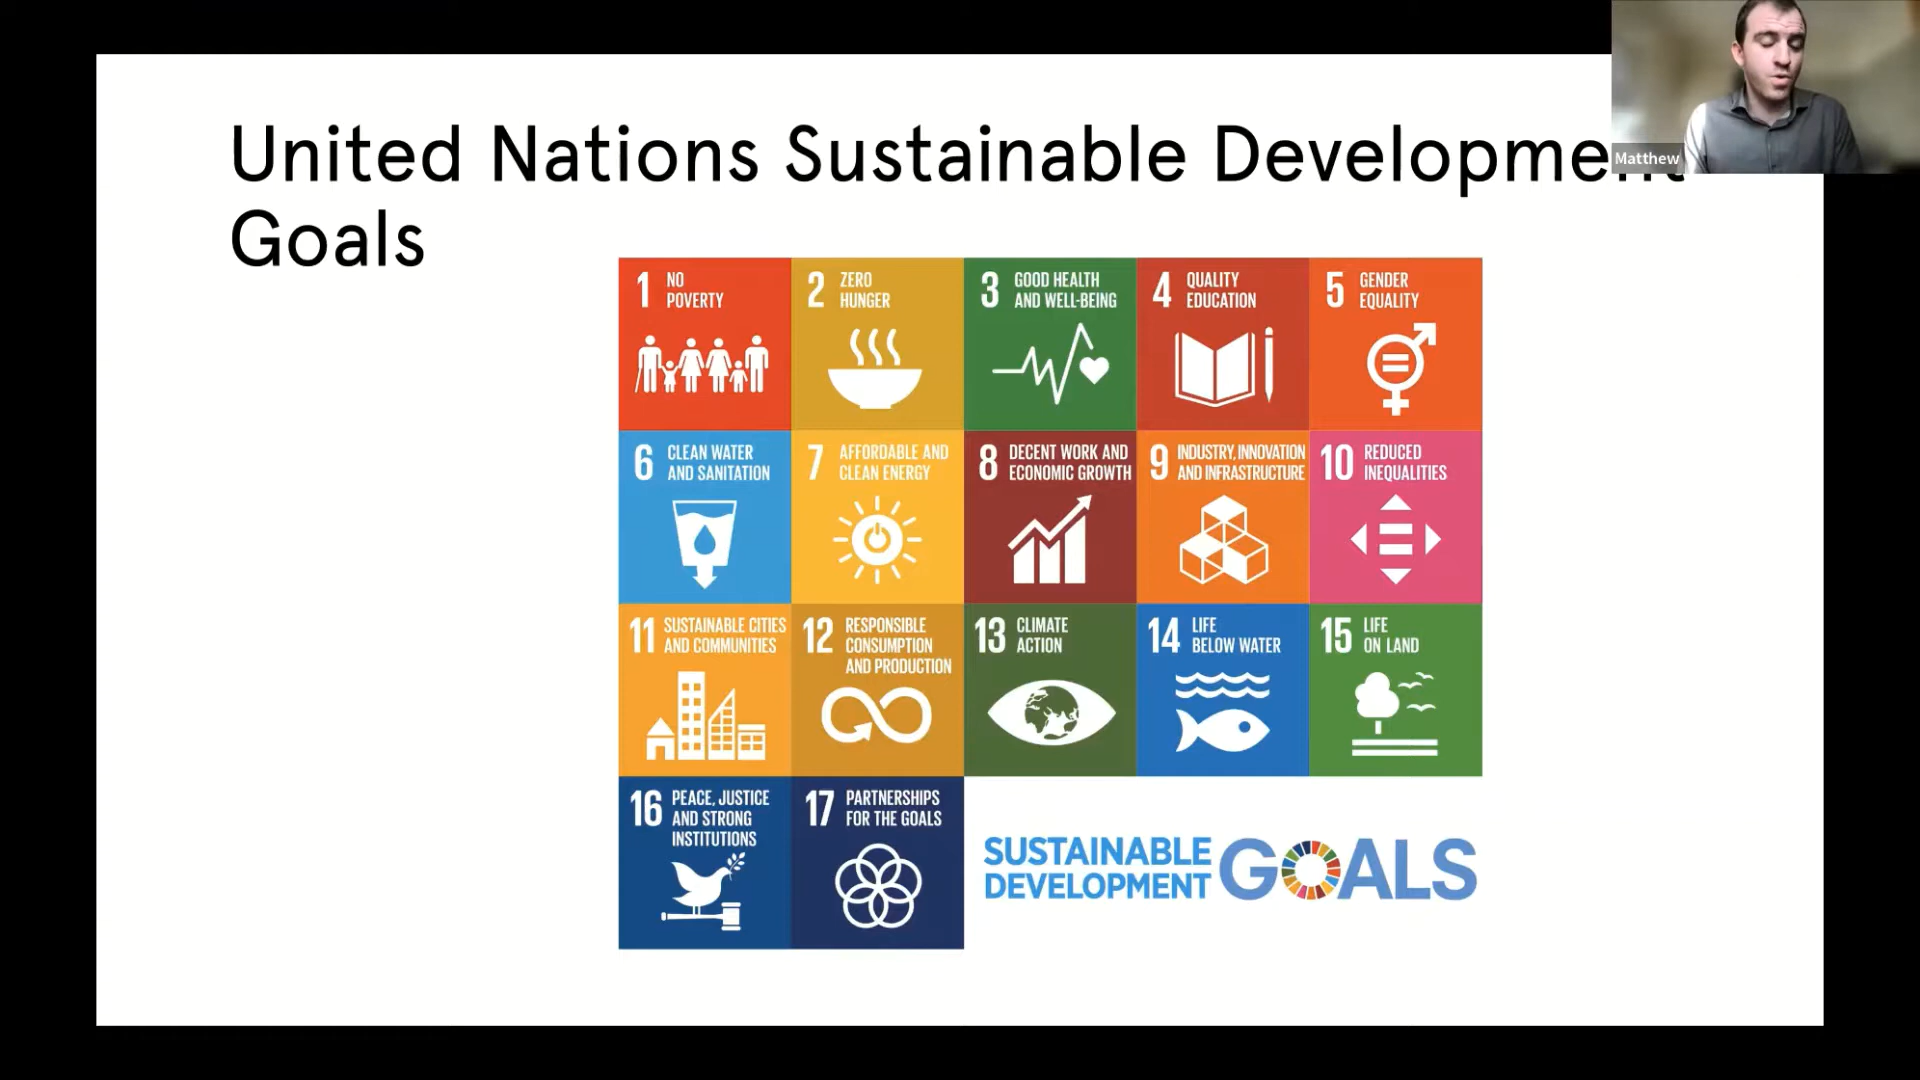 United Nations Sustainable Development
Goals
Matthew
1 NO
POVERTY
2 ZERO
HUNGER
3 GOOD HEALTH
AND WELL-BEING
4 QUALITY
EDUCATION
5 GENDER
EQUALITY
6 CLEAN WATER
AND SANITATION
7 AFFORDABLE AND
CLEAN ENERGY
8 DECENT WORK AND
ECONOMIC GROWTH
9 INDUSTRY, INNOVATION
AND INFRASTRUCTURE
10 REDUCED
INEQUALITIES
11 SUSTAINABLE CITIES
AND COMMUNITIES
12 RESPONSIBLE
CONSUMPTION
AND PRODUCTION
13 CLIMATE
ACTION
14 LIFE
BELOW WATER
15 LIFE
ON LAND
16 PEACE, JUSTICE
AND STRONG
INSTITUTIONS
17 PARTNERSHIPS
FOR THE GOALS
SUSTAINABLE
DEVELOPMENT
GOALS